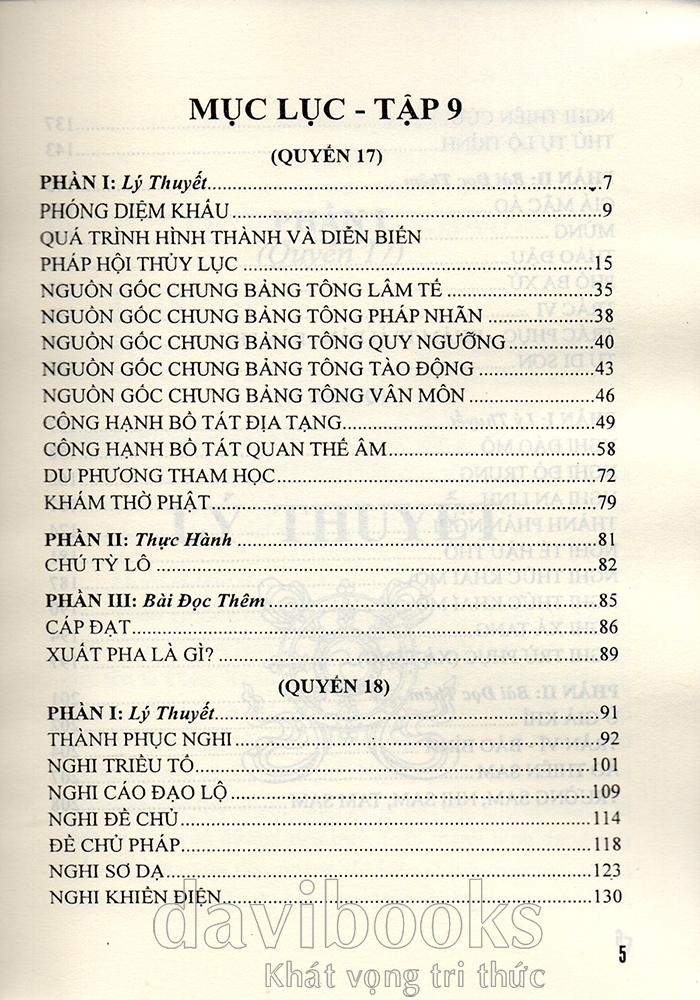 MỤC LỤC - TẬP 9
(QUYỂN 17)
PHẦN I: Lý Thuyết........7
PHÓNG DIỆM KHẨU........9
QUÁ TRÌNH HÌNH THÀNH VÀ DIỄN BIẾN
PHÁP HỘI THỦY LỤC........15
NGUỒN GỐC CHUNG BẢNG TÔNG LÂM TẾ........35
NGUỒN GỐC CHUNG BẢNG TÔNG PHÁP NHÃN........38
NGUỒN GỐC CHUNG BẢNG TÔNG QUY NGƯỠNG........40
NGUỒN GỐC CHUNG BẢNG TÔNG TÀO ĐỘNG........43
NGUỒN GỐC CHUNG BẢNG TÔNG VÂN MÔN........46
CÔNG HẠNH BỒ TÁT ĐỊA TẠNG........49
CÔNG HẠNH BỒ TÁT QUAN THẾ ÂM........58
DU PHƯƠNG THAM HỌC........72
KHÁM THỜ PHẬT........79
PHẦN II: Thực Hành........81
CHÚ TỲ LÔ........82
PHẦN III: Bài Đọc Thêm........85
CÁP ĐẠT........86
XUẤT PHA LÀ GÌ?........89
(QUYỂN 18)
PHẦN I: Lý Thuyết........91
THÀNH PHỤC NGHI........92
NGHI TRIỀU TỔ........101
NGHI CÁO ĐẠO LỘ........109
NGHI ĐỀ CHỦ........114
ĐỀ CHỦ PHÁP........118
NGHI SƠ DẠ........123
NGHI KHIỂN ĐIỆN........130
davibooks
Khát vọng tri thức
5